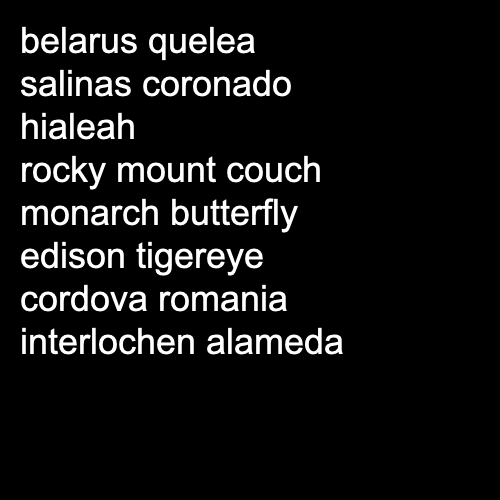 belarus quelea
salinas coronado
hialeah
rocky mount couch
monarch butterfly
edison tigereye
cordova romania
interlochen alameda